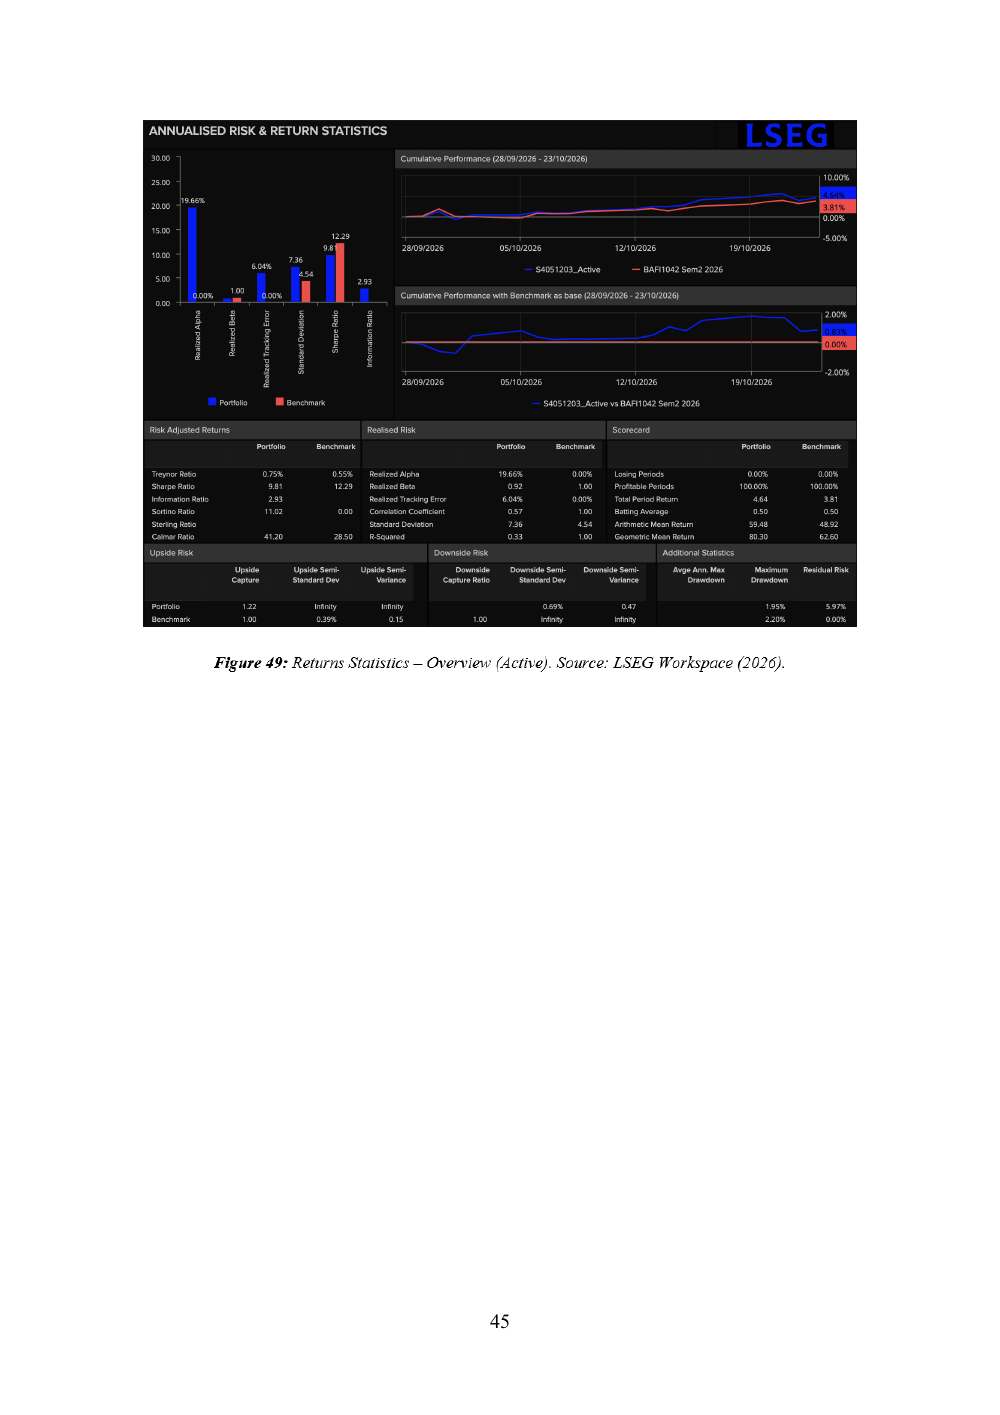 ANNUALISED RISK & RETURN STATISTICS
LSEG
30.00
25.00
20.00
15.00
10.00
5.00
0.00
19.66%
0.00%
1.00
6.04%
0.00%
7.36
4.54
9.81
12.29
2.93
Realized Alpha
Realized Beta
Realized Tracking Error
Standard Deviation
Sharpe Ratio
Information Ratio
Portfolio Benchmark
Cumulative Performance (28/09/2026 - 23/10/2026)
10.00%
4.64%
3.81%
0.00%
-5.00%
28/09/2026 05/10/2026 12/10/2026 19/10/2026
S4051203_Active BAFI1042 Sem2 2026
Cumulative Performance with Benchmark as base (28/09/2026 - 23/10/2026)
2.00%
0.83%
0.00%
-2.00%
28/09/2026 05/10/2026 12/10/2026 19/10/2026
S4051203_Active vs BAFI1042 Sem2 2026
Risk Adjusted Returns
Portfolio Benchmark
Treynor Ratio 0.75% 0.55%
Sharpe Ratio 9.81 12.29
Information Ratio 2.93
Sortino Ratio 11.02 0.00
Sterling Ratio
Calmar Ratio 41.20 28.50
Realised Risk
Portfolio Benchmark
Realized Alpha 19.66% 0.00%
Realized Beta 0.92 1.00
Realized Tracking Error 6.04% 0.00%
Correlation Coefficient 0.57 1.00
Standard Deviation 7.36 4.54
R-Squared 0.33 1.00
Scorecard
Portfolio Benchmark
Losing Periods 0.00% 0.00%
Profitable Periods 100.00% 100.00%
Total Period Return 4.64 3.81
Batting Average 0.50 0.50
Arithmetic Mean Return 59.48 48.92
Geometric Mean Return 80.30 62.60
Upside Risk
Upside Capture Upside Semi-Standard Dev Upside Semi-Variance
Portfolio 1.22 Infinity Infinity
Benchmark 1.00 0.39% 0.15
Downside Risk
Downside Capture Ratio Downside Semi-Standard Dev Downside Semi-Variance
0.69% 0.47
1.00 Infinity Infinity
Additional Statistics
Avge Ann. Max Drawdown Maximum Drawdown Residual Risk
1.95% 5.97%
2.20% 0.00%
Figure 49: Returns Statistics – Overview (Active). Source: LSEG Workspace (2026).
45